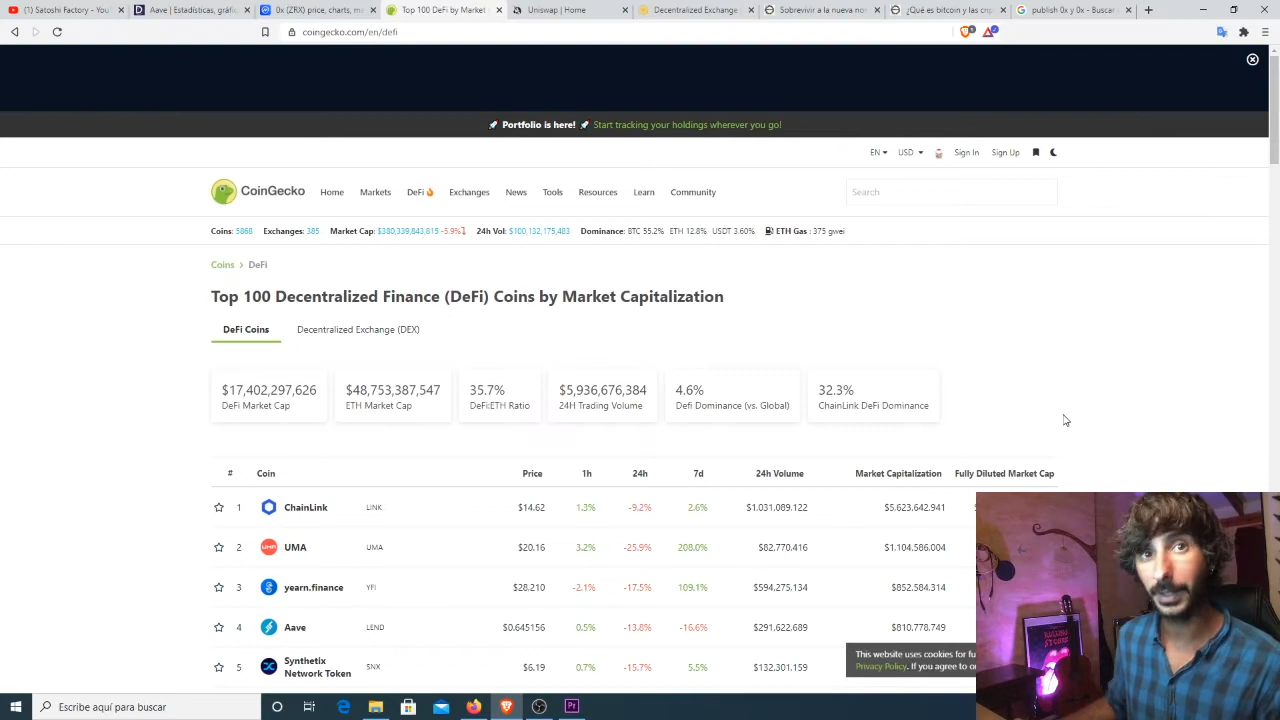 (1) Satoshi Factory - YouTu
Aave | Estadísticas, gráfic
0x (ZRX) price, charts, ma
Top 100 DeFi by Market
Uniswap | Home
Decentralized Exchange
Sobrevivir a la nueva no
¿Qué es bitcoin y las crip
publish 0x y 0x - Buscar
coingecko.com/en/defi
Portfolio is here! Start tracking your holdings wherever you go!
EN USD Sign In Sign Up
CoinGecko Home Markets DeFi Exchanges News Tools Resources Learn Community Search
Coins: 5868 Exchanges: 385 Market Cap: $380,339,843,815 -3.9% 24h Vol: $100,132,175,483 Dominance: BTC 55.2% ETH 12.8% USDT 3.60% ETH Gas : 375 gwei
Coins > DeFi
Top 100 Decentralized Finance (DeFi) Coins by Market Capitalization
DeFi Coins Decentralized Exchange (DEX)
$17,402,297,626 $48,753,387,547 35.7% $5,936,676,384 4.6% 32.3%
DeFi Market Cap ETH Market Cap DeFi:ETH Ratio 24H Trading Volume Defi Dominance (vs. Global) ChainLink DeFi Dominance
# Coin Price 1h 24h 7d 24h Volume Market Capitalization Fully Diluted Market Cap
1 ChainLink LINK $14.62 1.3% -9.2% 2.6% $1,031,089,122 $5,623,642,941
2 UMA UMA $20.16 3.2% -25.9% 208.0% $82,770,416 $1,104,586,004
3 yearn.finance YFI $28,210 -2.1% -17.5% 109.1% $594,275,134 $852,584,314
4 Aave LEND $0.645156 0.5% -13.8% -16.6% $291,622,689 $810,778,749
5 Synthetix Network Token SNX $6.19 0.7% -15.7% 5.5% $132,301,159
This website uses cookies for fu
Privacy Policy. If you agree to o
Escribe aquí para buscar